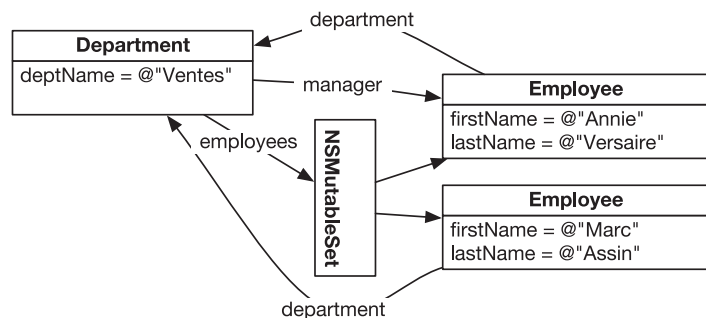 department
Department
deptName = @"Ventes"
manager
Employee
firstName = @"Annie"
lastName = @"Versaire"
employees
NSMutableSet
Employee
firstName = @"Marc"
lastName = @"Assin"
department